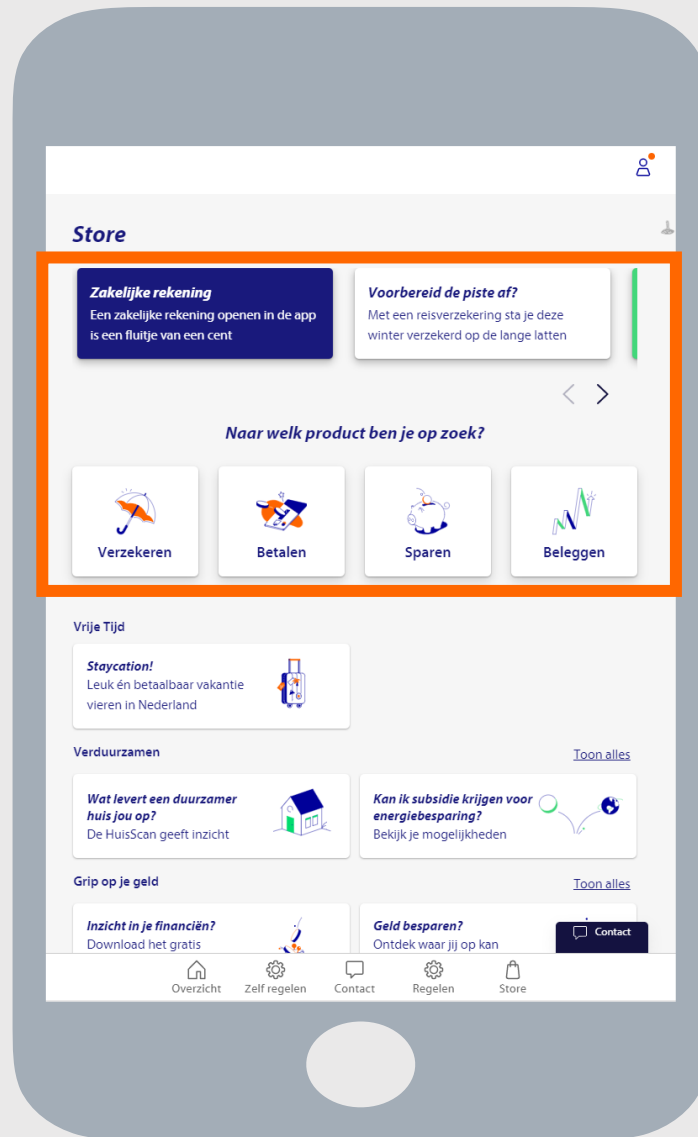 Store
Zakelijke rekening
Een zakelijke rekening openen in de app
is een fluitje van een cent
Voorbereid de piste af?
Met een reisverzekering sta je deze
winter verzekerd op de lange latten
Naar welk product ben je op zoek?
Verzekeren
Betalen
Sparen
Beleggen
Vrije Tijd
Staycation!
Leuk én betaalbaar vakantie
vieren in Nederland
Verduurzamen
Toon alles
Wat levert een duurzamer
huis jou op?
De HuisScan geeft inzicht
Kan ik subsidie krijgen voor
energiebesparing?
Bekijk je mogelijkheden
Grip op je geld
Toon alles
Inzicht in je financiën?
Download het gratis
Geld besparen?
Ontdek waar jij op kan
Contact
Overzicht
Zelf regelen
Contact
Regelen
Store